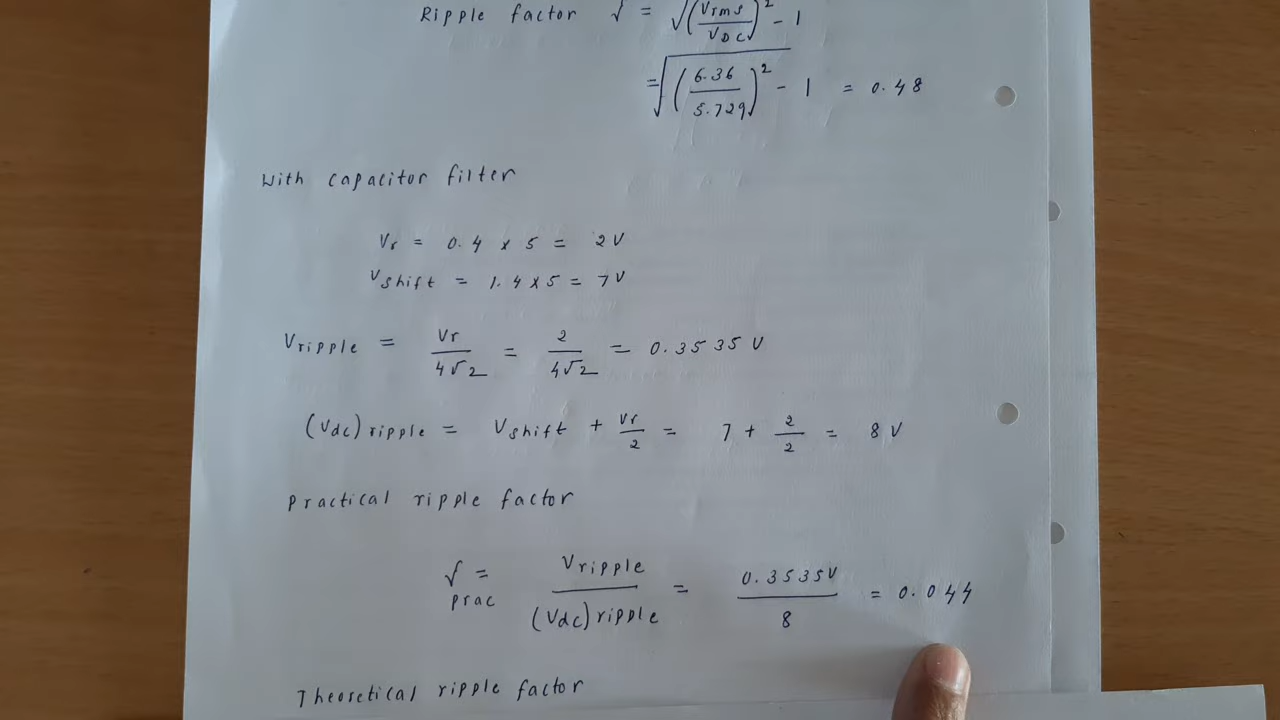 Ripple factor √ = √(Vrms/VDC)² - 1
= √(6.36/5.729)² - 1 = 0.48
With capacitor filter
Vr = 0.4 x 5 = 2V
Vshift = 1.4 x 5 = 7V
Vripple = Vr/4√2 = 2/4√2 = 0.3535 V
(Vdc)ripple = Vshift + Vr/2 = 7 + 2/2 = 8 V
Practical ripple factor
√prac = Vripple/(Vdc)ripple = 0.3535V/8 = 0.044
Theoretical ripple factor